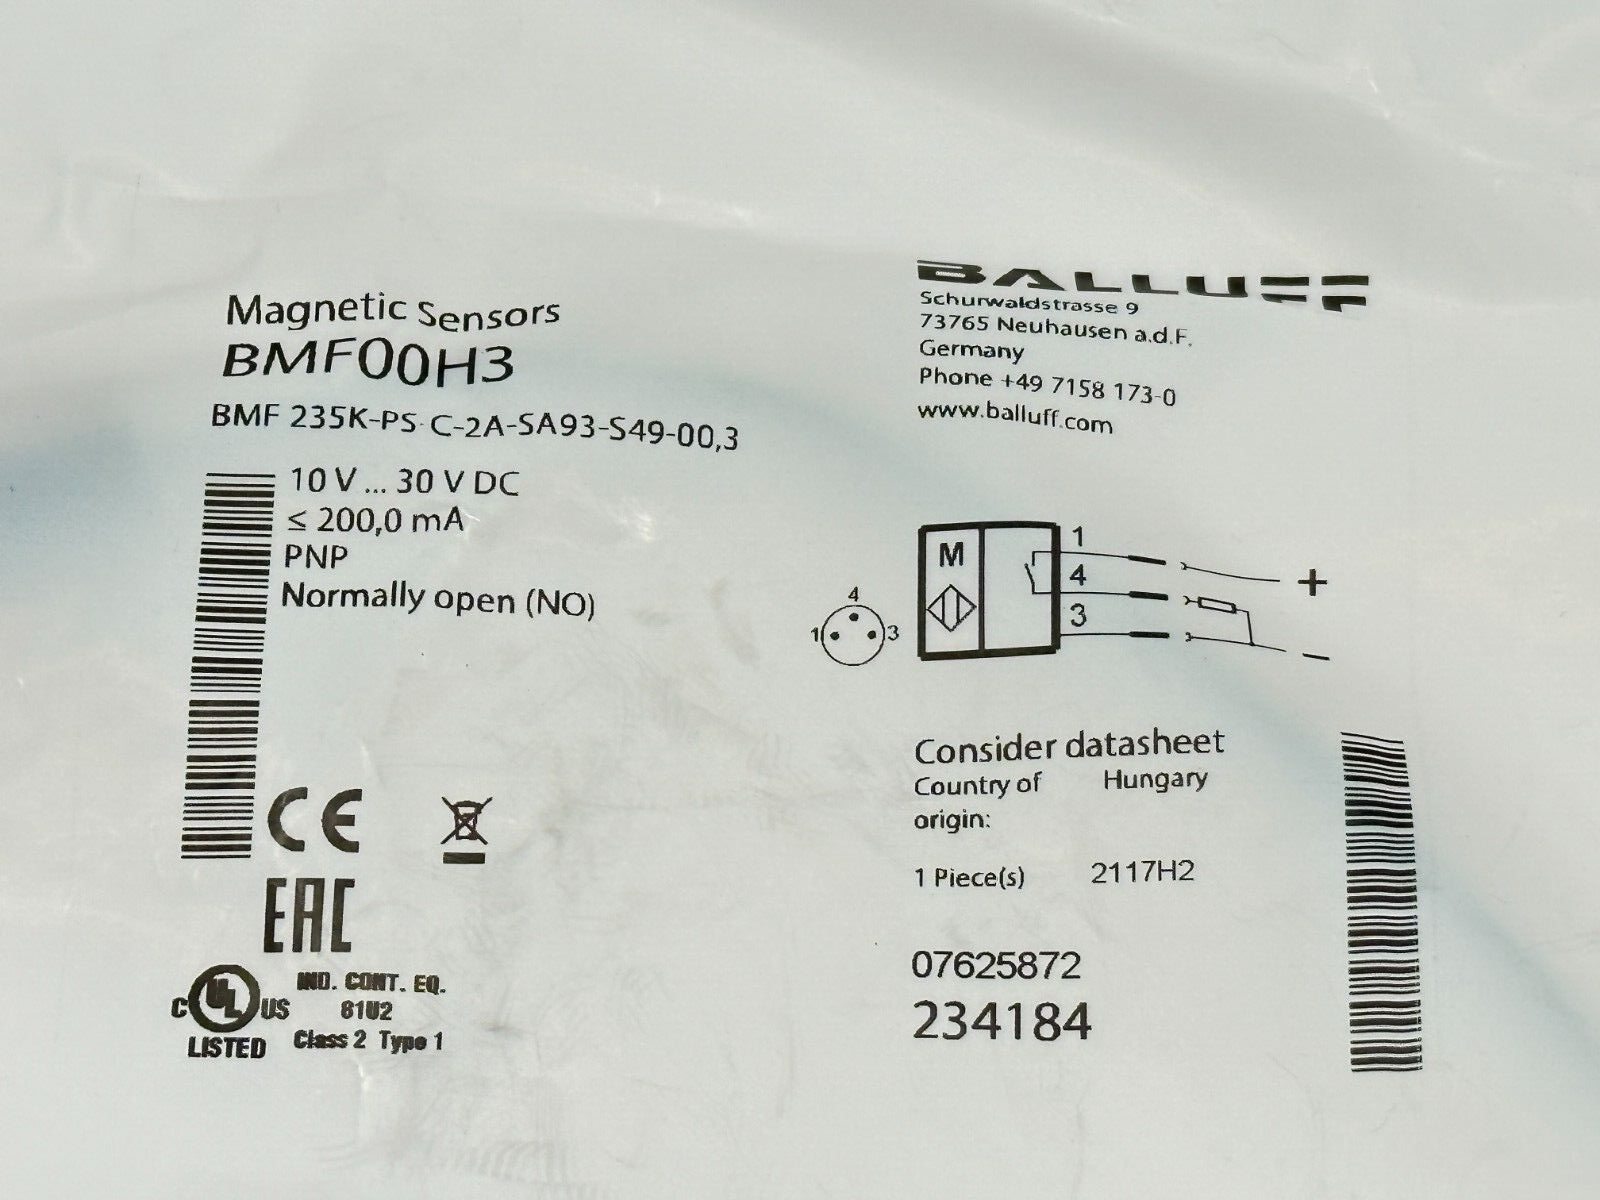 Magnetic Sensors
BMF00H3
BMF 235K-PS-C-2A-SA93-S49-00,3
10 V ... 30 V DC
≤ 200,0 mA
PNP
Normally open (NO)
CE
EAC
C UL US
LISTED
IND. CONT. EQ.
81U2
Class 2 Type 1
BALLUFF
Schurwaldstrasse 9
73765 Neuhausen a.d.F.
Germany
Phone +49 7158 173-0
www.balluff.com
4
1 3
M
1
4
3
+
−
Consider datasheet
Country of Hungary
origin:
1 Piece(s) 2117H2
07625872
234184